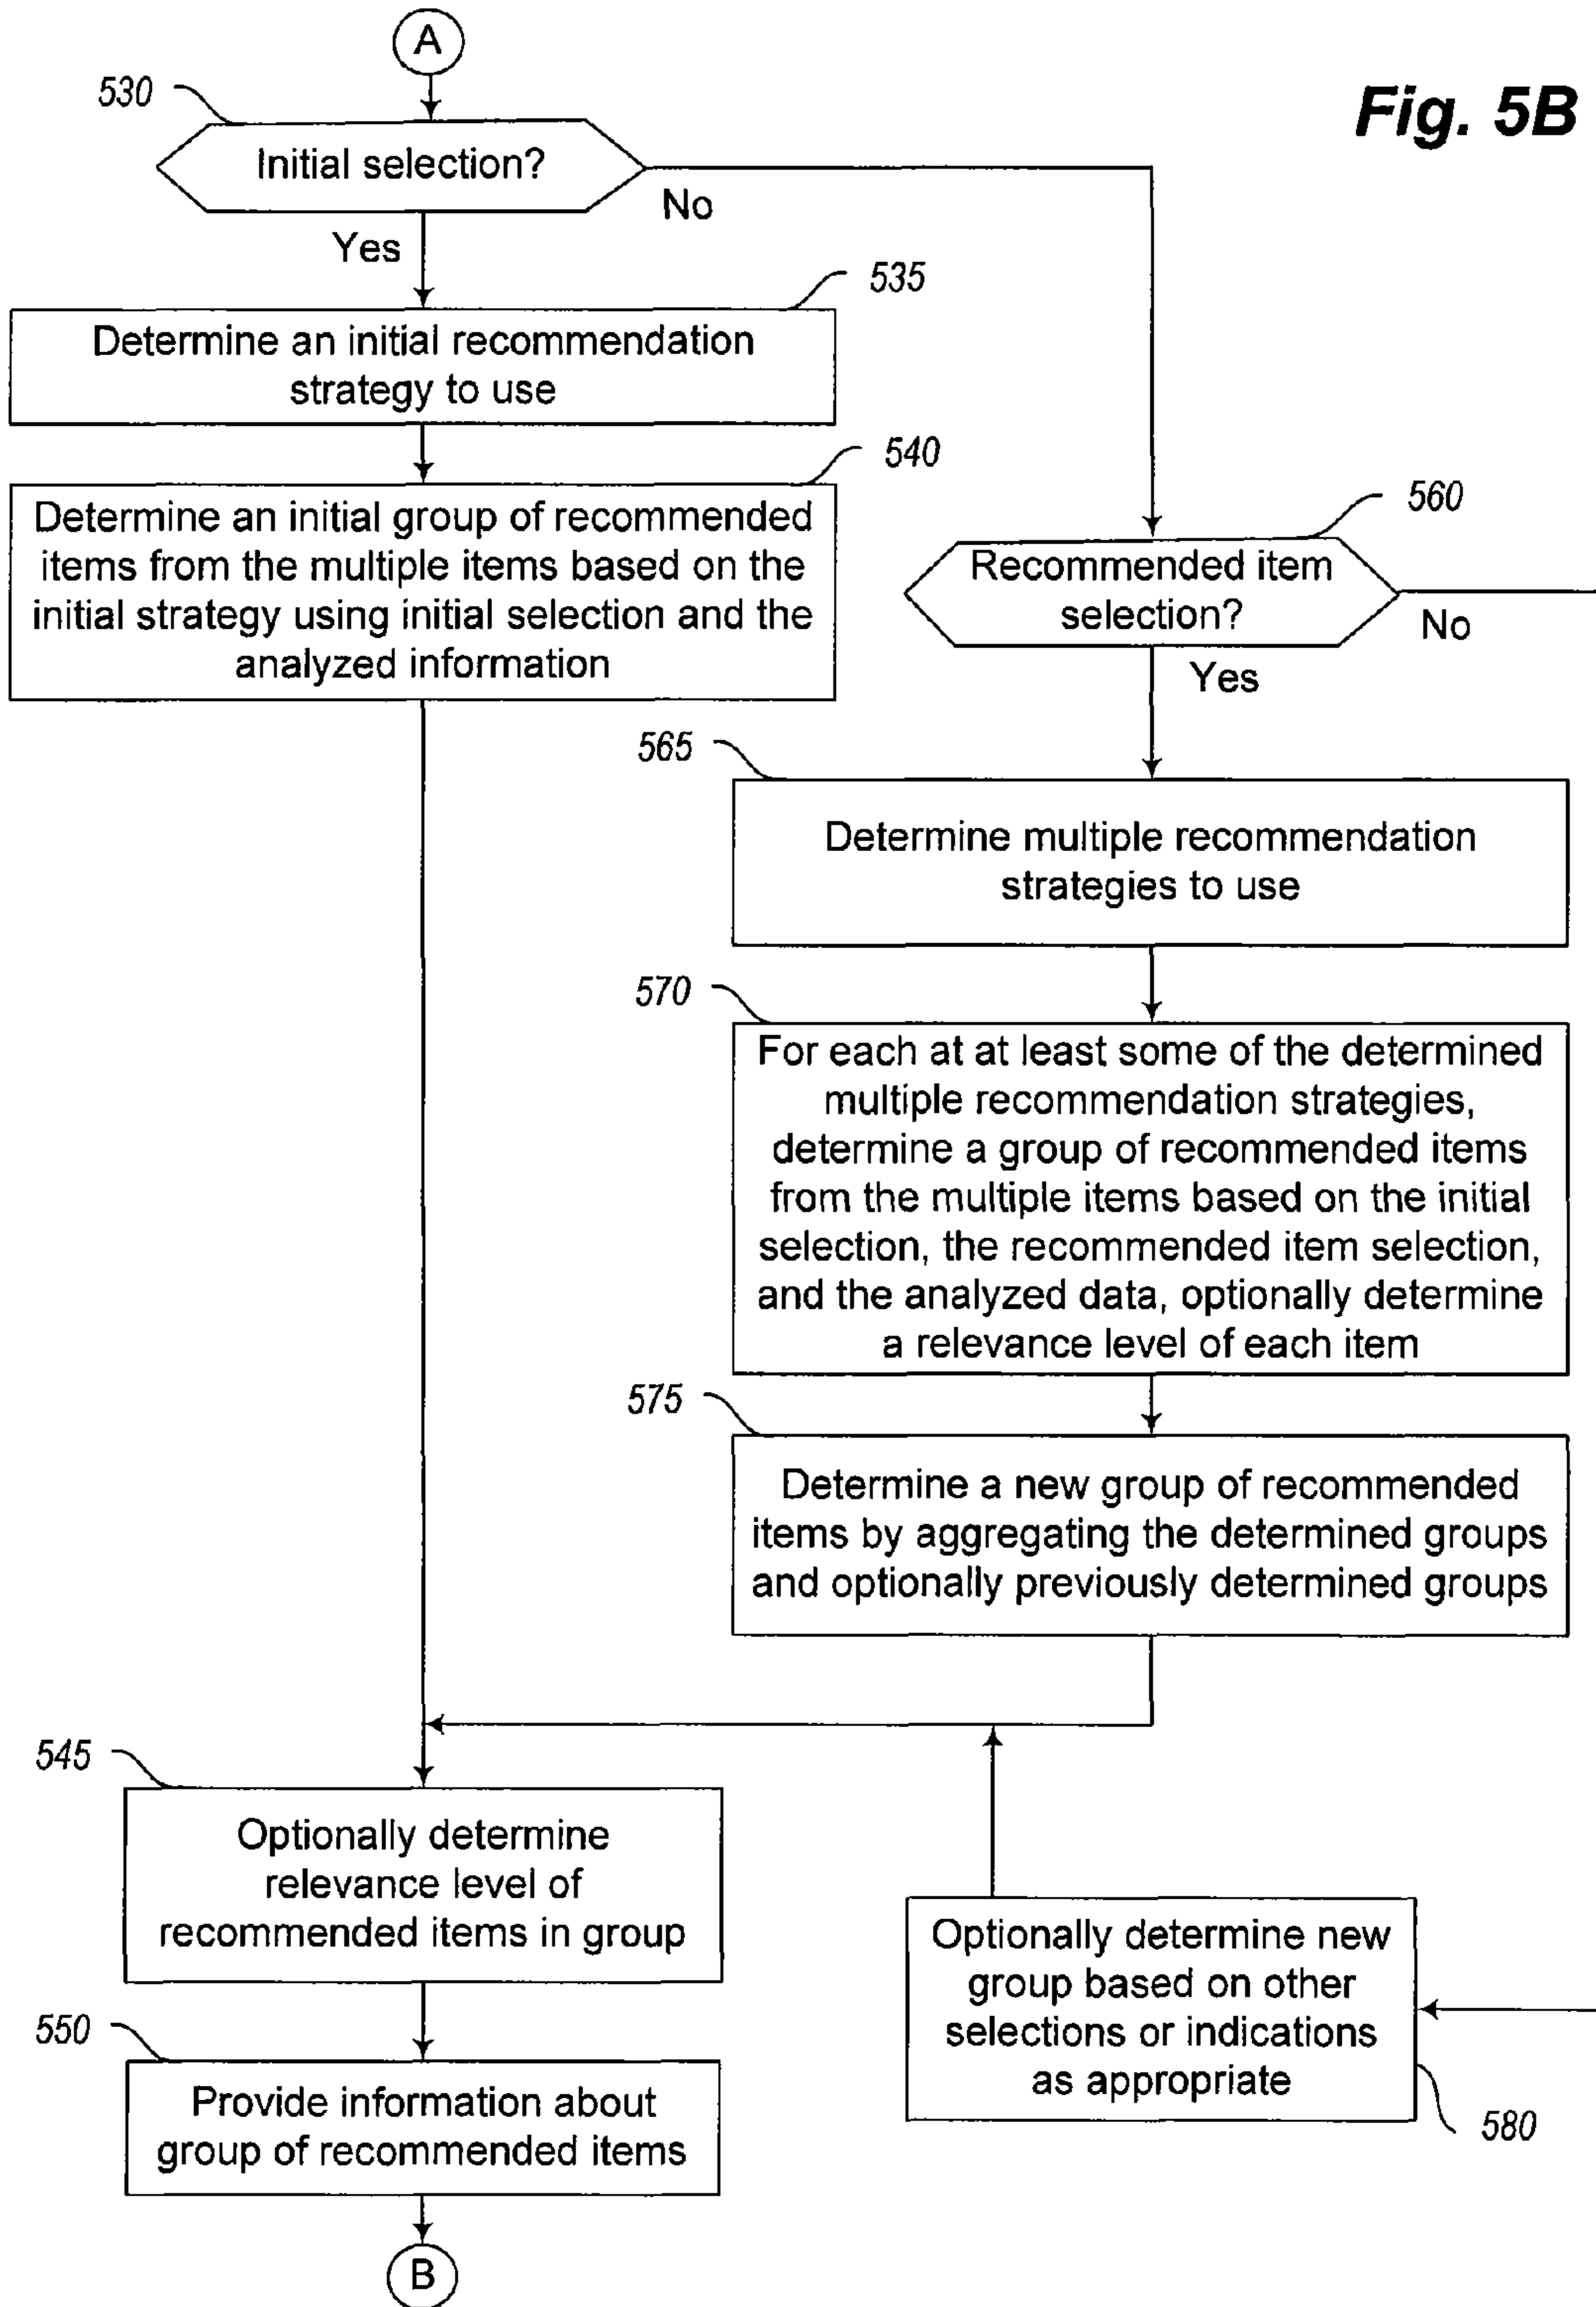 A
530
Fig. 5B
Initial selection?
No
Yes
535
Determine an initial recommendation
strategy to use
540
Determine an initial group of recommended
items from the multiple items based on the
initial strategy using initial selection and the
analyzed information
560
Recommended item
selection?
No
Yes
565
Determine multiple recommendation
strategies to use
570
For each at at least some of the determined
multiple recommendation strategies,
determine a group of recommended items
from the multiple items based on the initial
selection, the recommended item selection,
and the analyzed data, optionally determine
a relevance level of each item
575
Determine a new group of recommended
items by aggregating the determined groups
and optionally previously determined groups
545
Optionally determine
relevance level of
recommended items in group
550
Provide information about
group of recommended items
Optionally determine new
group based on other
selections or indications
as appropriate
580
B